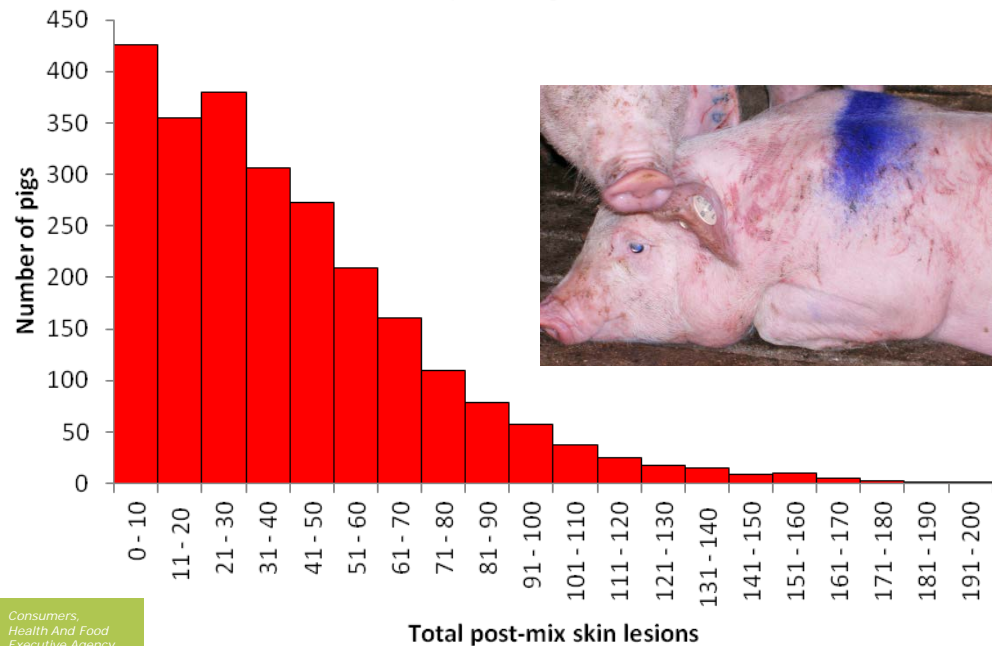 450
400
350
300
250
200
150
100
50
0
Number of pigs
0 - 10
11 - 20
21 - 30
31 - 40
41 - 50
51 - 60
61 - 70
71 - 80
81 - 90
91 - 100
101 - 110
111 - 120
121 - 130
131 - 140
141 - 150
151 - 160
161 - 170
171 - 180
181 - 190
191 - 200
Total post-mix skin lesions
Consumers,
Health And Food
Executive Agency